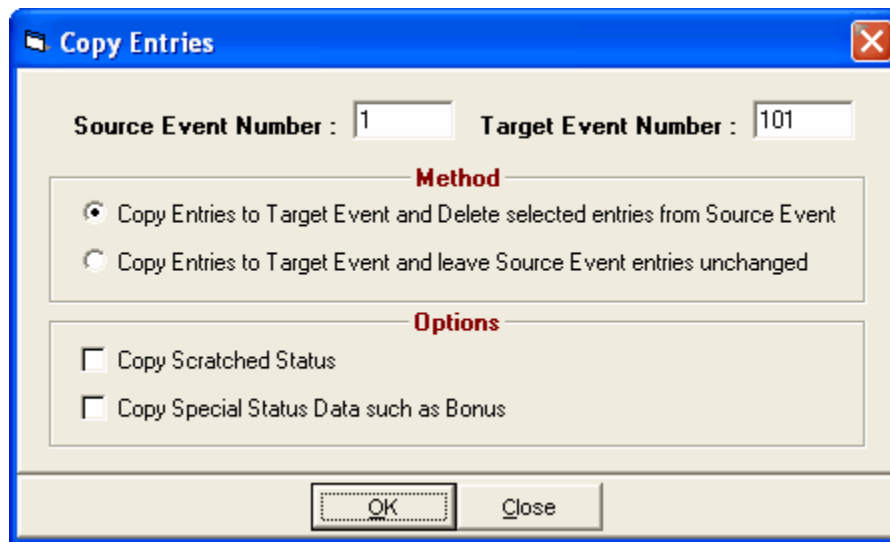 Copy Entries
Source Event Number : 1 Target Event Number : 101
Method
Copy Entries to Target Event and Delete selected entries from Source Event
Copy Entries to Target Event and leave Source Event entries unchanged
Options
Copy Scratched Status
Copy Special Status Data such as Bonus
OK Close